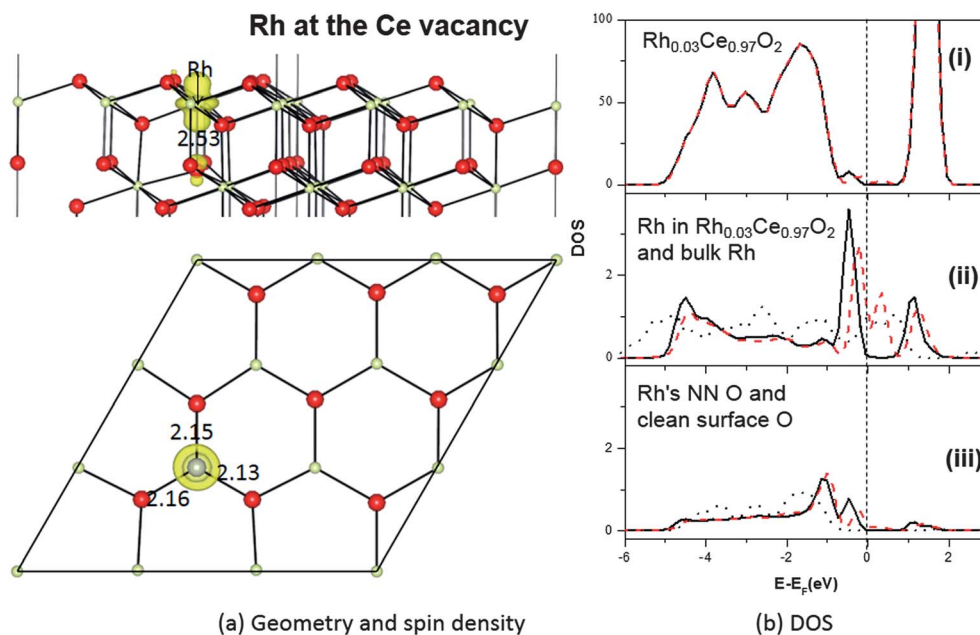 Rh at the Ce vacancy
Rh
2.53
2.15
2.13
2.16
(a) Geometry and spin density
DOS
100
50
0
Rh₀.₀₃Ce₀.₉₇O₂
(i)
2
0
Rh in Rh₀.₀₃Ce₀.₉₇O₂
and bulk Rh
(ii)
2
0
Rh's NN O and
clean surface O
(iii)
-6 -4 -2 0 2
E-E_F(eV)
(b) DOS